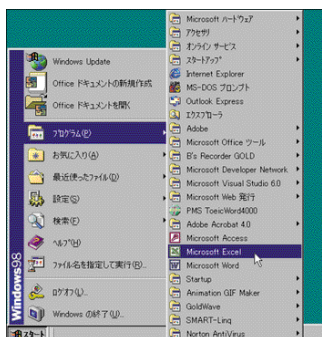 Windows Update
Office ドキュメントの新規作成
Office ドキュメントを開く
プログラム(P)
お気に入り(A)
最近使ったファイル(D)
設定(S)
検索(F)
ヘルプ(H)
ファイル名を指定して実行(R)...
ログオフ(L)...
Windows の終了(U)...
Windows98
スタート
Microsoft ハードウェア
アクセサリ
オンライン サービス
スタートアップ
Internet Explorer
MS-DOS プロンプト
Outlook Express
エクスプローラ
Adobe
Microsoft Office ツール
B's Recorder GOLD
Microsoft Developer Network
Microsoft Visual Studio 6.0
Microsoft Web 発行
PMS ToeicWord4000
Adobe Acrobat 4.0
Microsoft Access
Microsoft Excel
Microsoft Word
Startup
Animation GIF Maker
GoldWave
SMART-Linq
Norton AntiVirus